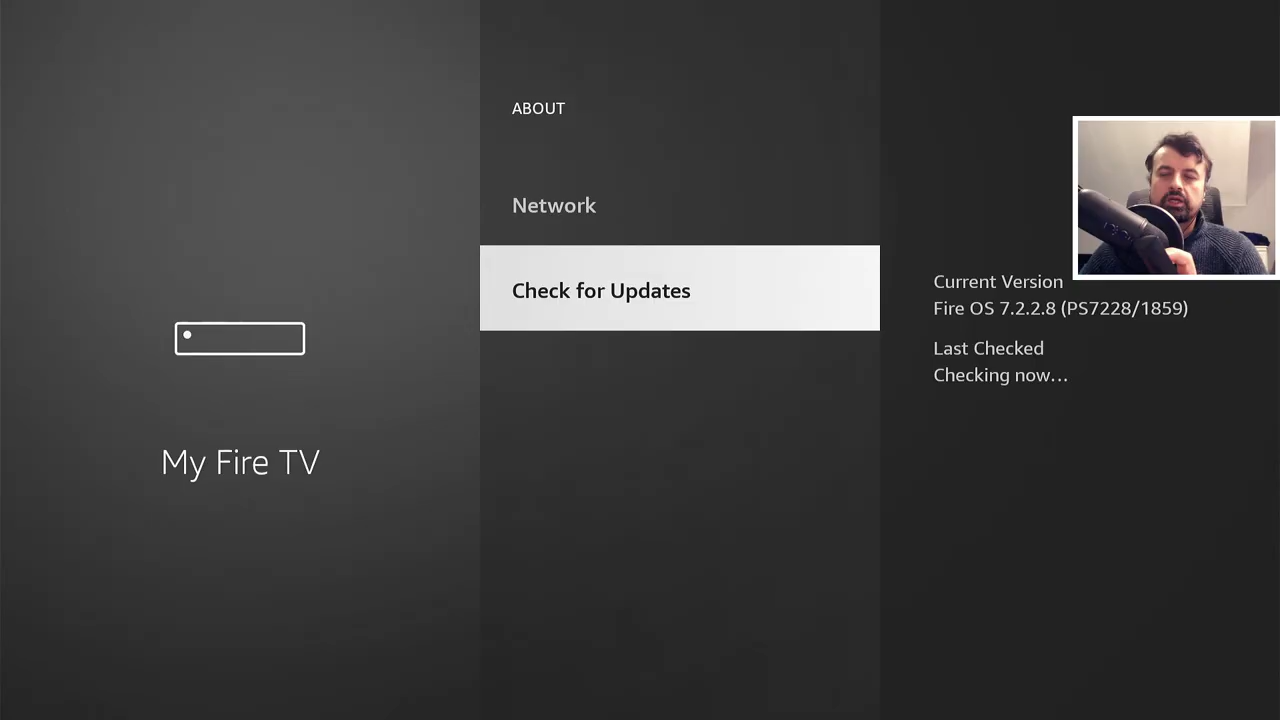 ABOUT
Network
Check for Updates
Current Version
Fire OS 7.2.2.8 (PS7228/1859)
Last Checked
Checking now...
My Fire TV